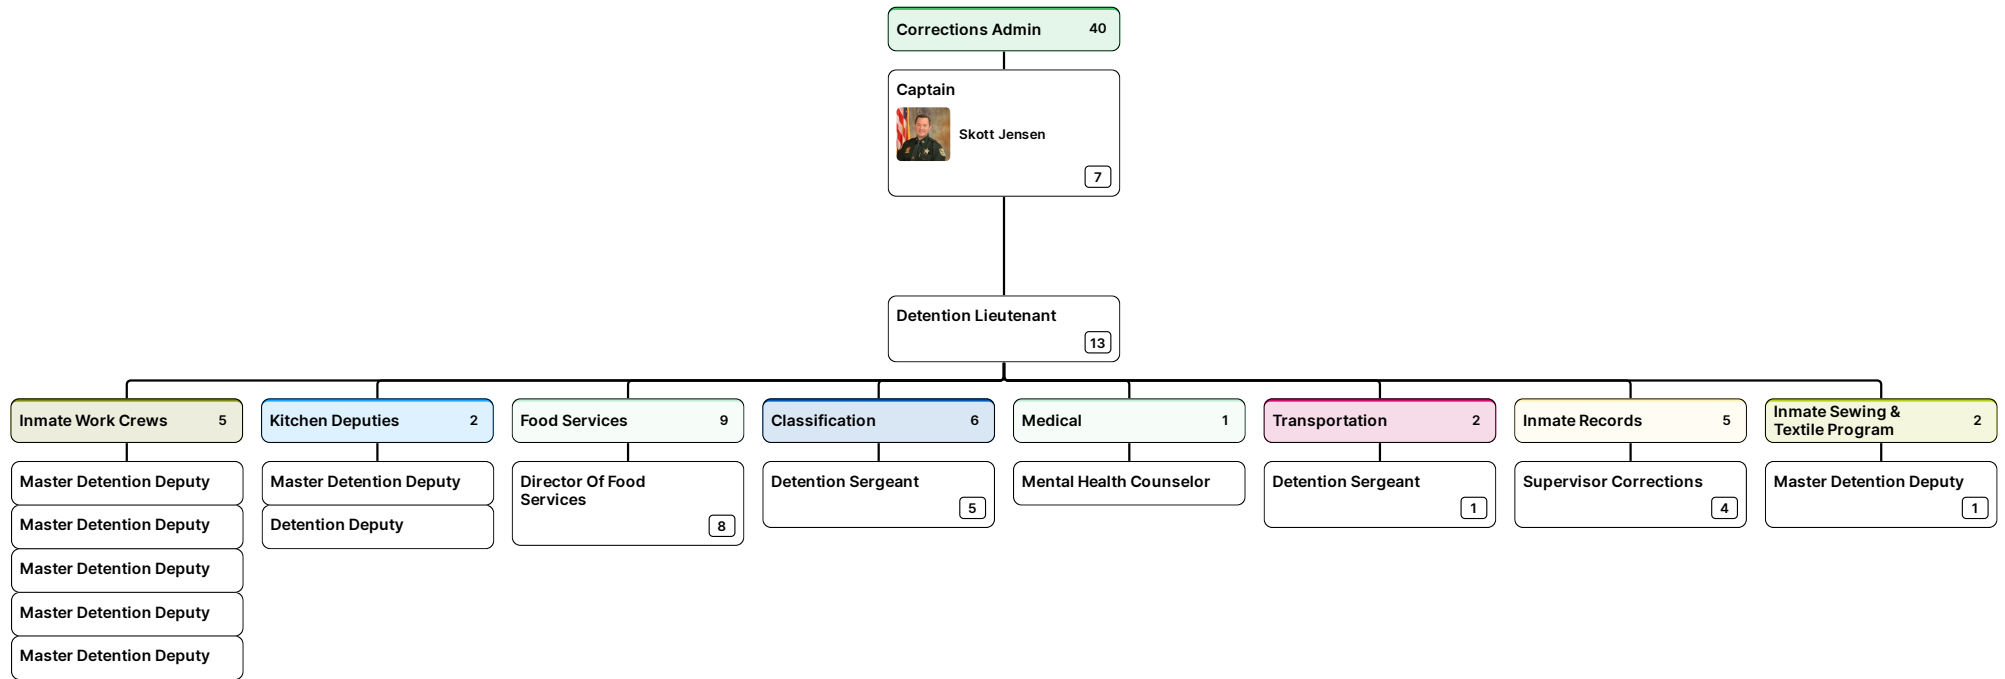 Corrections Admin 40
Captain
Skott Jensen
7
Detention Lieutenant
13
Inmate Work Crews 5
Master Detention Deputy
Master Detention Deputy
Master Detention Deputy
Master Detention Deputy
Master Detention Deputy
Kitchen Deputies 2
Master Detention Deputy
Detention Deputy
Food Services 9
Director Of Food
Services
8
Classification 6
Detention Sergeant
5
Medical 1
Mental Health Counselor
Transportation 2
Detention Sergeant
1
Inmate Records 5
Supervisor Corrections
4
Inmate Sewing &
Textile Program 2
Master Detention Deputy
1